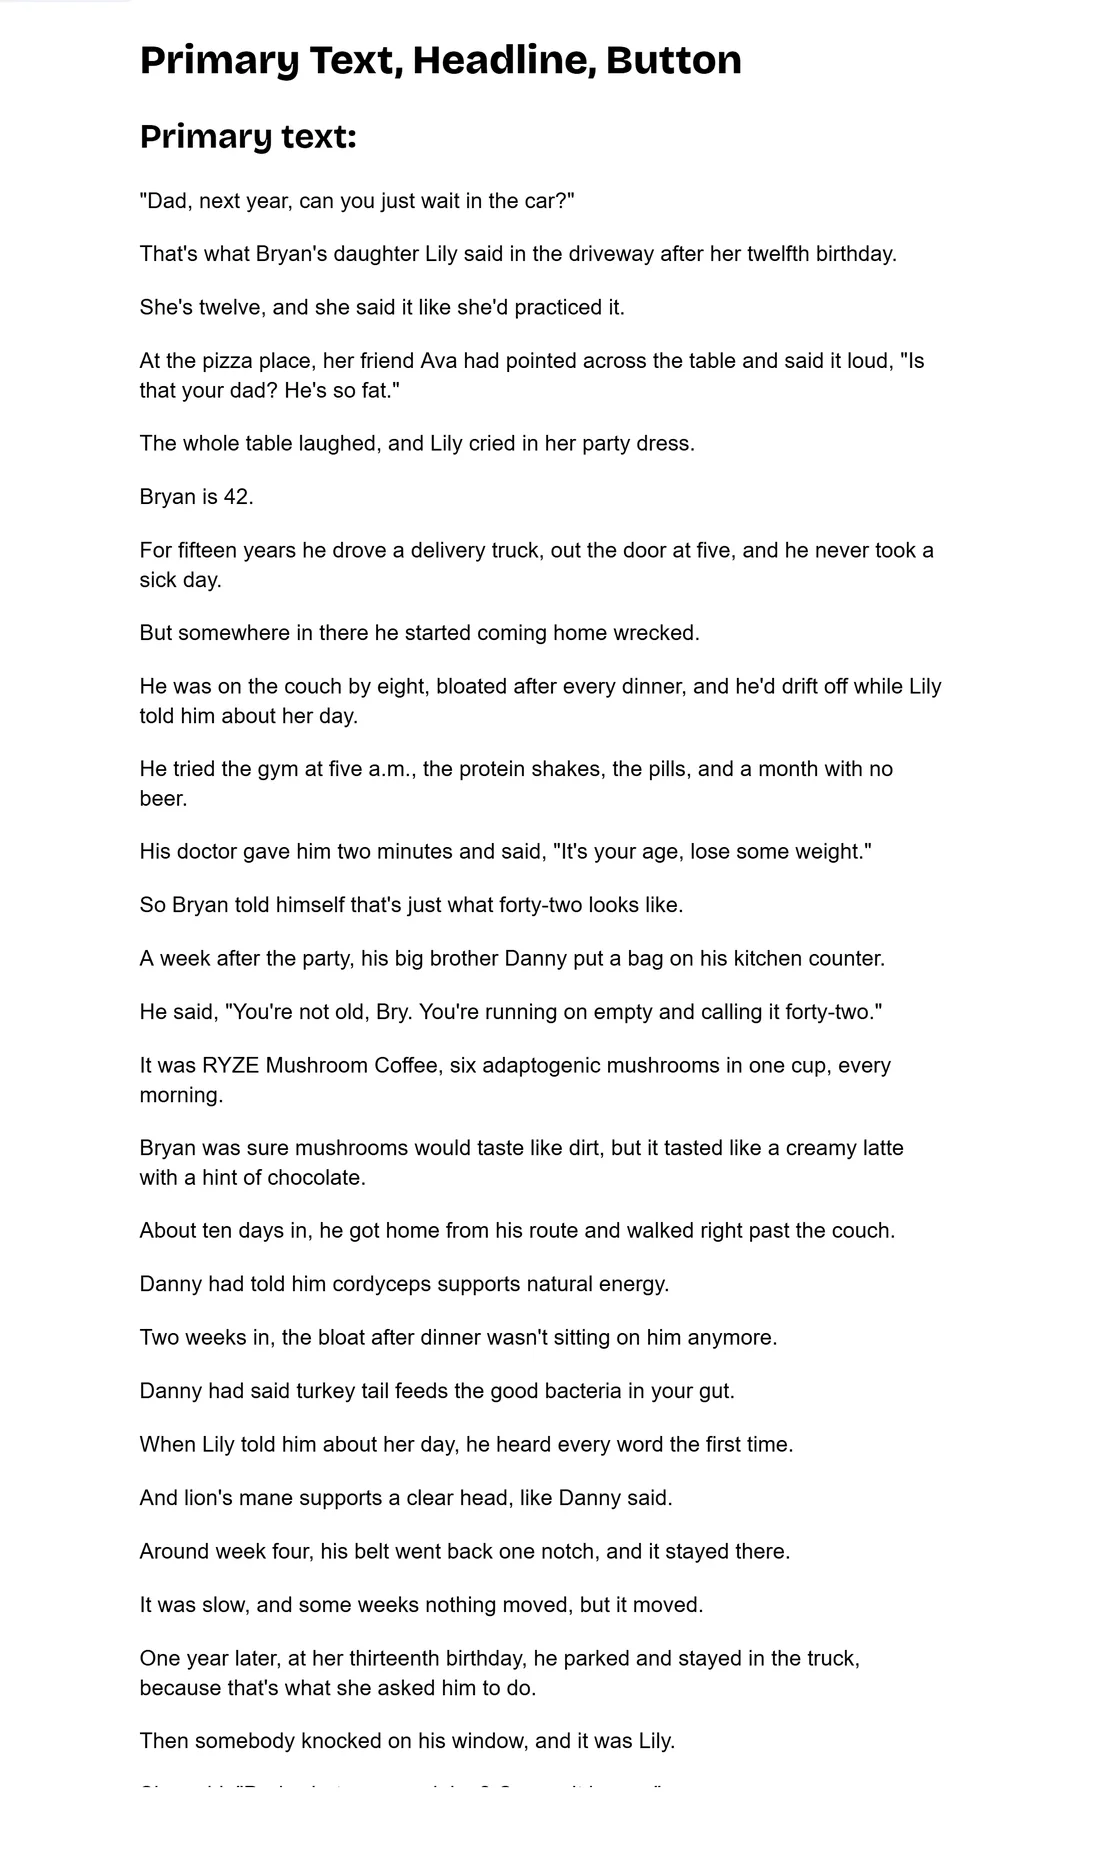 Primary Text, Headline, Button
Primary text:
"Dad, next year, can you just wait in the car?"
That's what Bryan's daughter Lily said in the driveway after her twelfth birthday.
She's twelve, and she said it like she'd practiced it.
At the pizza place, her friend Ava had pointed across the table and said it loud, "Is
that your dad? He's so fat."
The whole table laughed, and Lily cried in her party dress.
Bryan is 42.
For fifteen years he drove a delivery truck, out the door at five, and he never took a
sick day.
But somewhere in there he started coming home wrecked.
He was on the couch by eight, bloated after every dinner, and he'd drift off while Lily
told him about her day.
He tried the gym at five a.m., the protein shakes, the pills, and a month with no
beer.
His doctor gave him two minutes and said, "It's your age, lose some weight."
So Bryan told himself that's just what forty-two looks like.
A week after the party, his big brother Danny put a bag on his kitchen counter.
He said, "You're not old, Bry. You're running on empty and calling it forty-two."
It was RYZE Mushroom Coffee, six adaptogenic mushrooms in one cup, every
morning.
Bryan was sure mushrooms would taste like dirt, but it tasted like a creamy latte
with a hint of chocolate.
About ten days in, he got home from his route and walked right past the couch.
Danny had told him cordyceps supports natural energy.
Two weeks in, the bloat after dinner wasn't sitting on him anymore.
Danny had said turkey tail feeds the good bacteria in your gut.
When Lily told him about her day, he heard every word the first time.
And lion's mane supports a clear head, like Danny said.
Around week four, his belt went back one notch, and it stayed there.
It was slow, and some weeks nothing moved, but it moved.
One year later, at her thirteenth birthday, he parked and stayed in the truck,
because that's what she asked him to do.
Then somebody knocked on his window, and it was Lily.